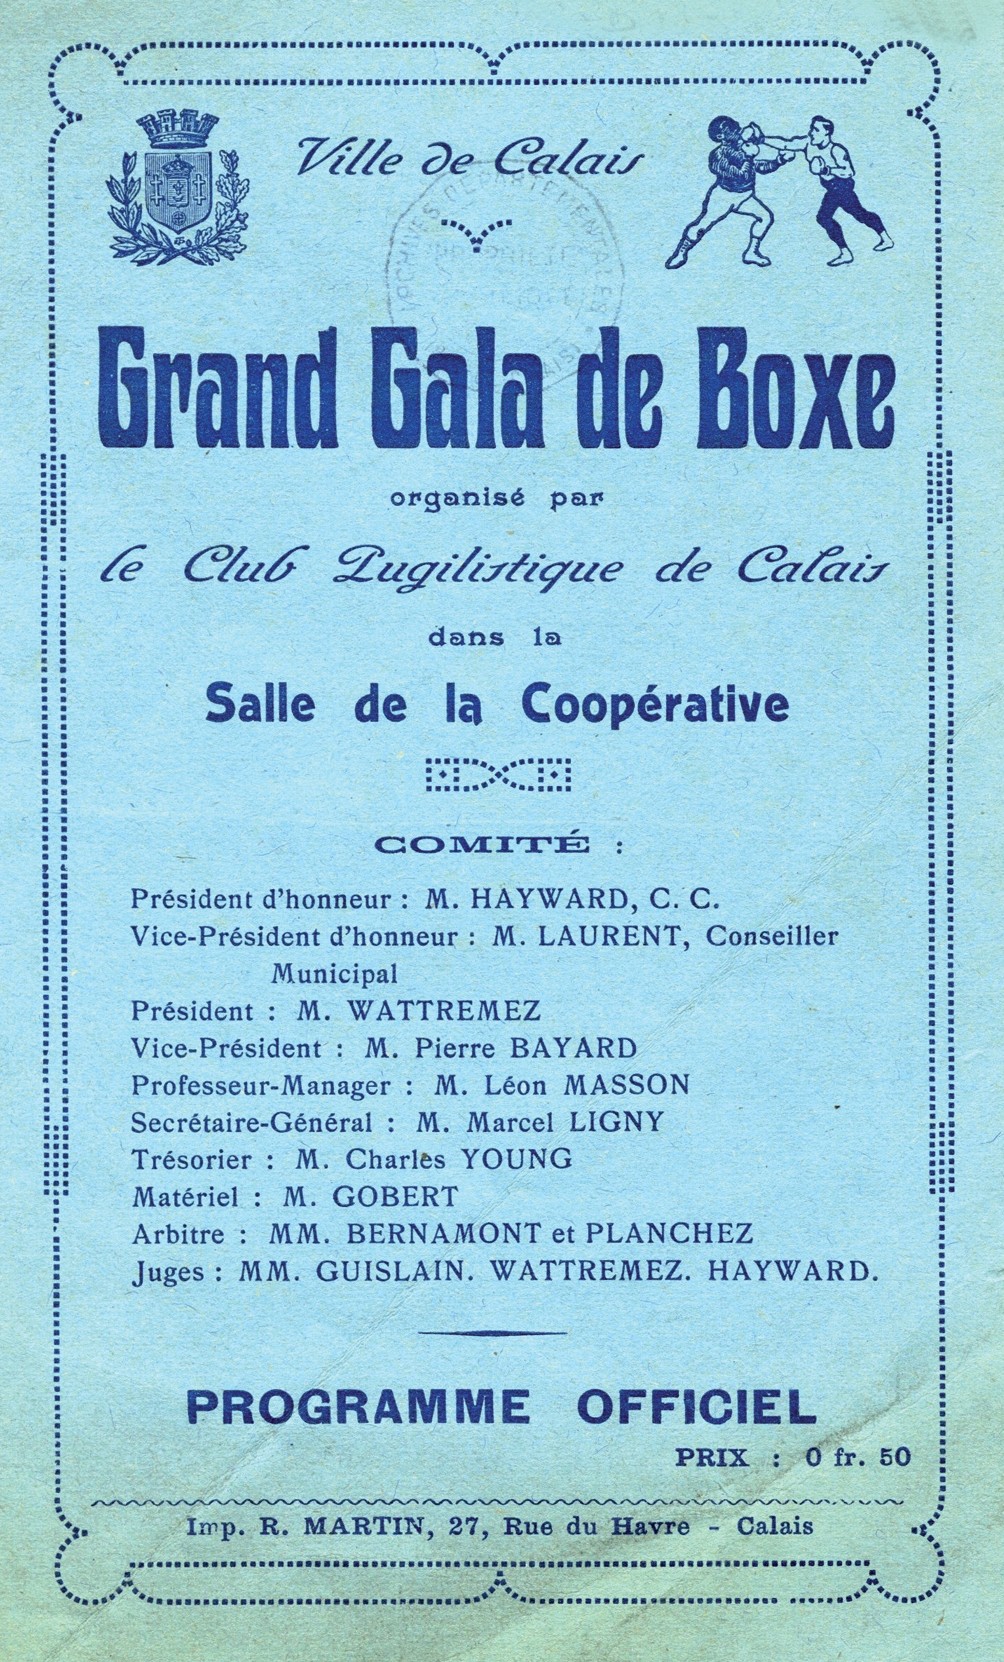 Ville de Calais
ARCHIVES DÉPARTEMENTALES
PROPRIÉTÉ
Grand Gala de Boxe
organisé par
le Club Pugilistique de Calais
dans la
Salle de la Coopérative
COMITÉ :
Président d'honneur : M. HAYWARD, C. C.
Vice-Président d'honneur : M. LAURENT, Conseiller
Municipal
Président : M. WATTREMEZ
Vice-Président : M. Pierre BAYARD
Professeur-Manager : M. Léon MASSON
Secrétaire-Général : M. Marcel LIGNY
Trésorier : M. Charles YOUNG
Matériel : M. GOBERT
Arbitre : MM. BERNAMONT et PLANCHEZ
Juges : MM. GUISLAIN. WATTREMEZ. HAYWARD.
PROGRAMME OFFICIEL
PRIX : 0 fr. 50
Imp. R. MARTIN, 27, Rue du Havre - Calais